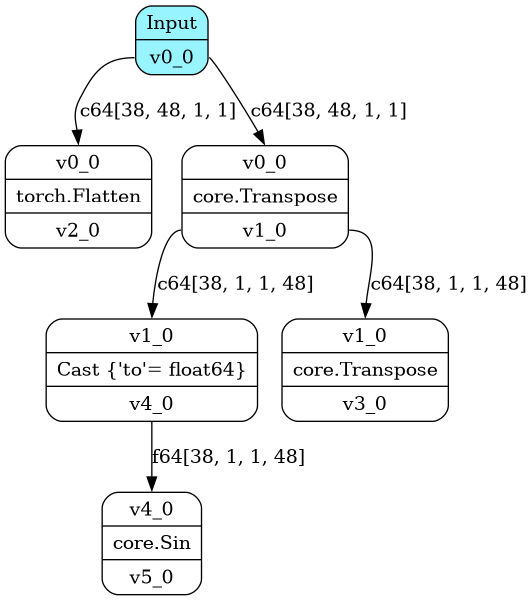 Input
v0_0
c64[38, 48, 1, 1]
c64[38, 48, 1, 1]
v0_0
torch.Flatten
v2_0
v0_0
core.Transpose
v1_0
c64[38, 1, 1, 48]
c64[38, 1, 1, 48]
v1_0
Cast {'to'= float64}
v4_0
v1_0
core.Transpose
v3_0
f64[38, 1, 1, 48]
v4_0
core.Sin
v5_0